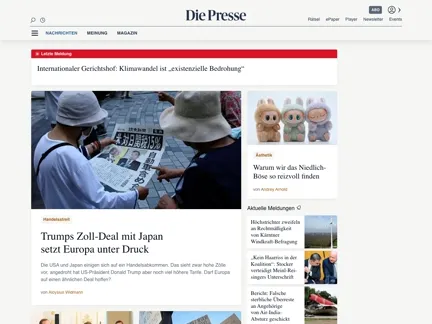 Die Presse
ABO
Rätsel ePaper Player Newsletter Events
NACHRICHTEN MEINUNG MAGAZIN
Letzte Meldung
Internationaler Gerichtshof: Klimawandel ist „existenzielle Bedrohung“
Handelsstreit
Trumps Zoll-Deal mit Japan
setzt Europa unter Druck
Die USA und Japan einigen sich auf ein Handelsabkommen. Das sieht zwar hohe Zölle
vor, angedroht hat US-Präsident Donald Trump aber noch viel höhere Tarife. Darf Europa
auf einen ähnlichen Deal hoffen?
von Aloysius Widmann
Ästhetik
Warum wir das Niedlich-
Böse so reizvoll finden
von Andrey Arnold
Aktuelle Meldungen
Höchstrichter zweifeln
an Rechtmäßigkeit
von Kärntner
Windkraft-Befragung
„Kein Haarriss in der
Koalition“: Stocker
verteidigt Metal-Rei-
singers Unterschrift
Bericht: Falsche
sterbliche Überreste
an Angehörige
von Air-India-
Absturz geschickt